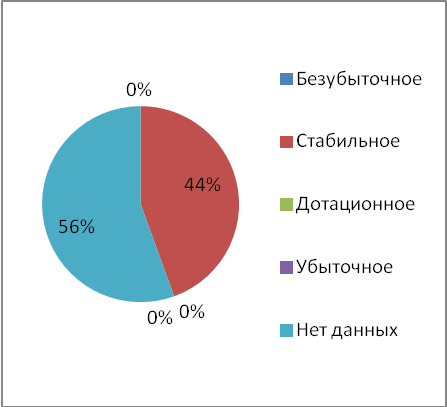 0%
44%
56%
0%
0%
Безубыточное
Стабильное
Дотационное
Убыточное
Нет данных